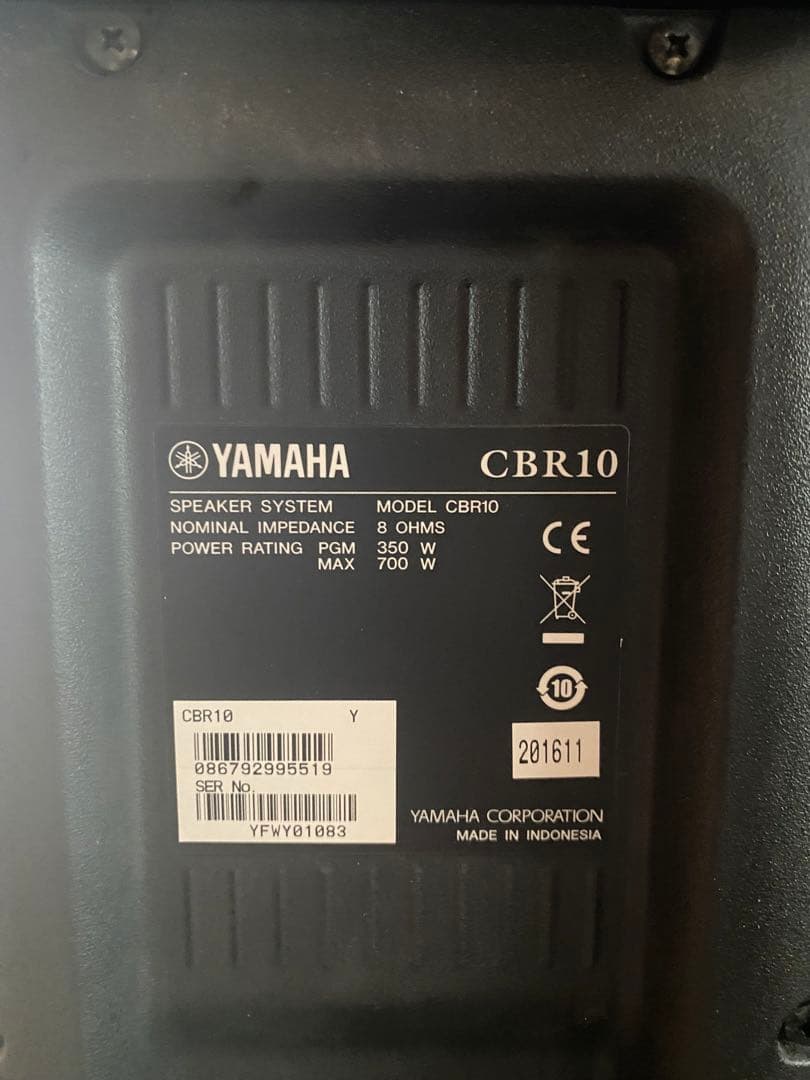 YAMAHA CBR10
SPEAKER SYSTEM MODEL CBR10
NOMINAL IMPEDANCE 8 OHMS
POWER RATING PGM 350 W
MAX 700 W
CE
10
CBR10 Y
086792995519
SER No.
YFWY01083
201611
YAMAHA CORPORATION
MADE IN INDONESIA